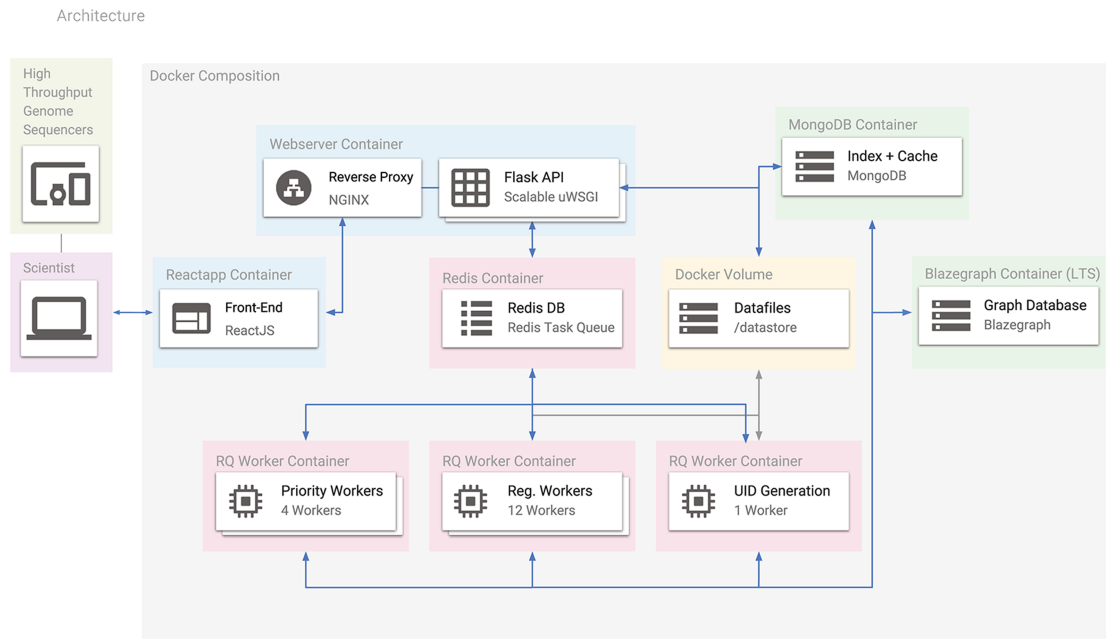 Architecture
High
Throughput
Genome
Sequencers
Scientist
Docker Composition
Webserver Container
Reverse Proxy
NGINX
Flask API
Scalable uWSGI
MongoDB Container
Index + Cache
MongoDB
Reactapp Container
Front-End
ReactJS
Redis Container
Redis DB
Redis Task Queue
Docker Volume
Datafiles
/datastore
Blazegraph Container (LTS)
Graph Database
Blazegraph
RQ Worker Container
Priority Workers
4 Workers
RQ Worker Container
Reg. Workers
12 Workers
RQ Worker Container
UID Generation
1 Worker